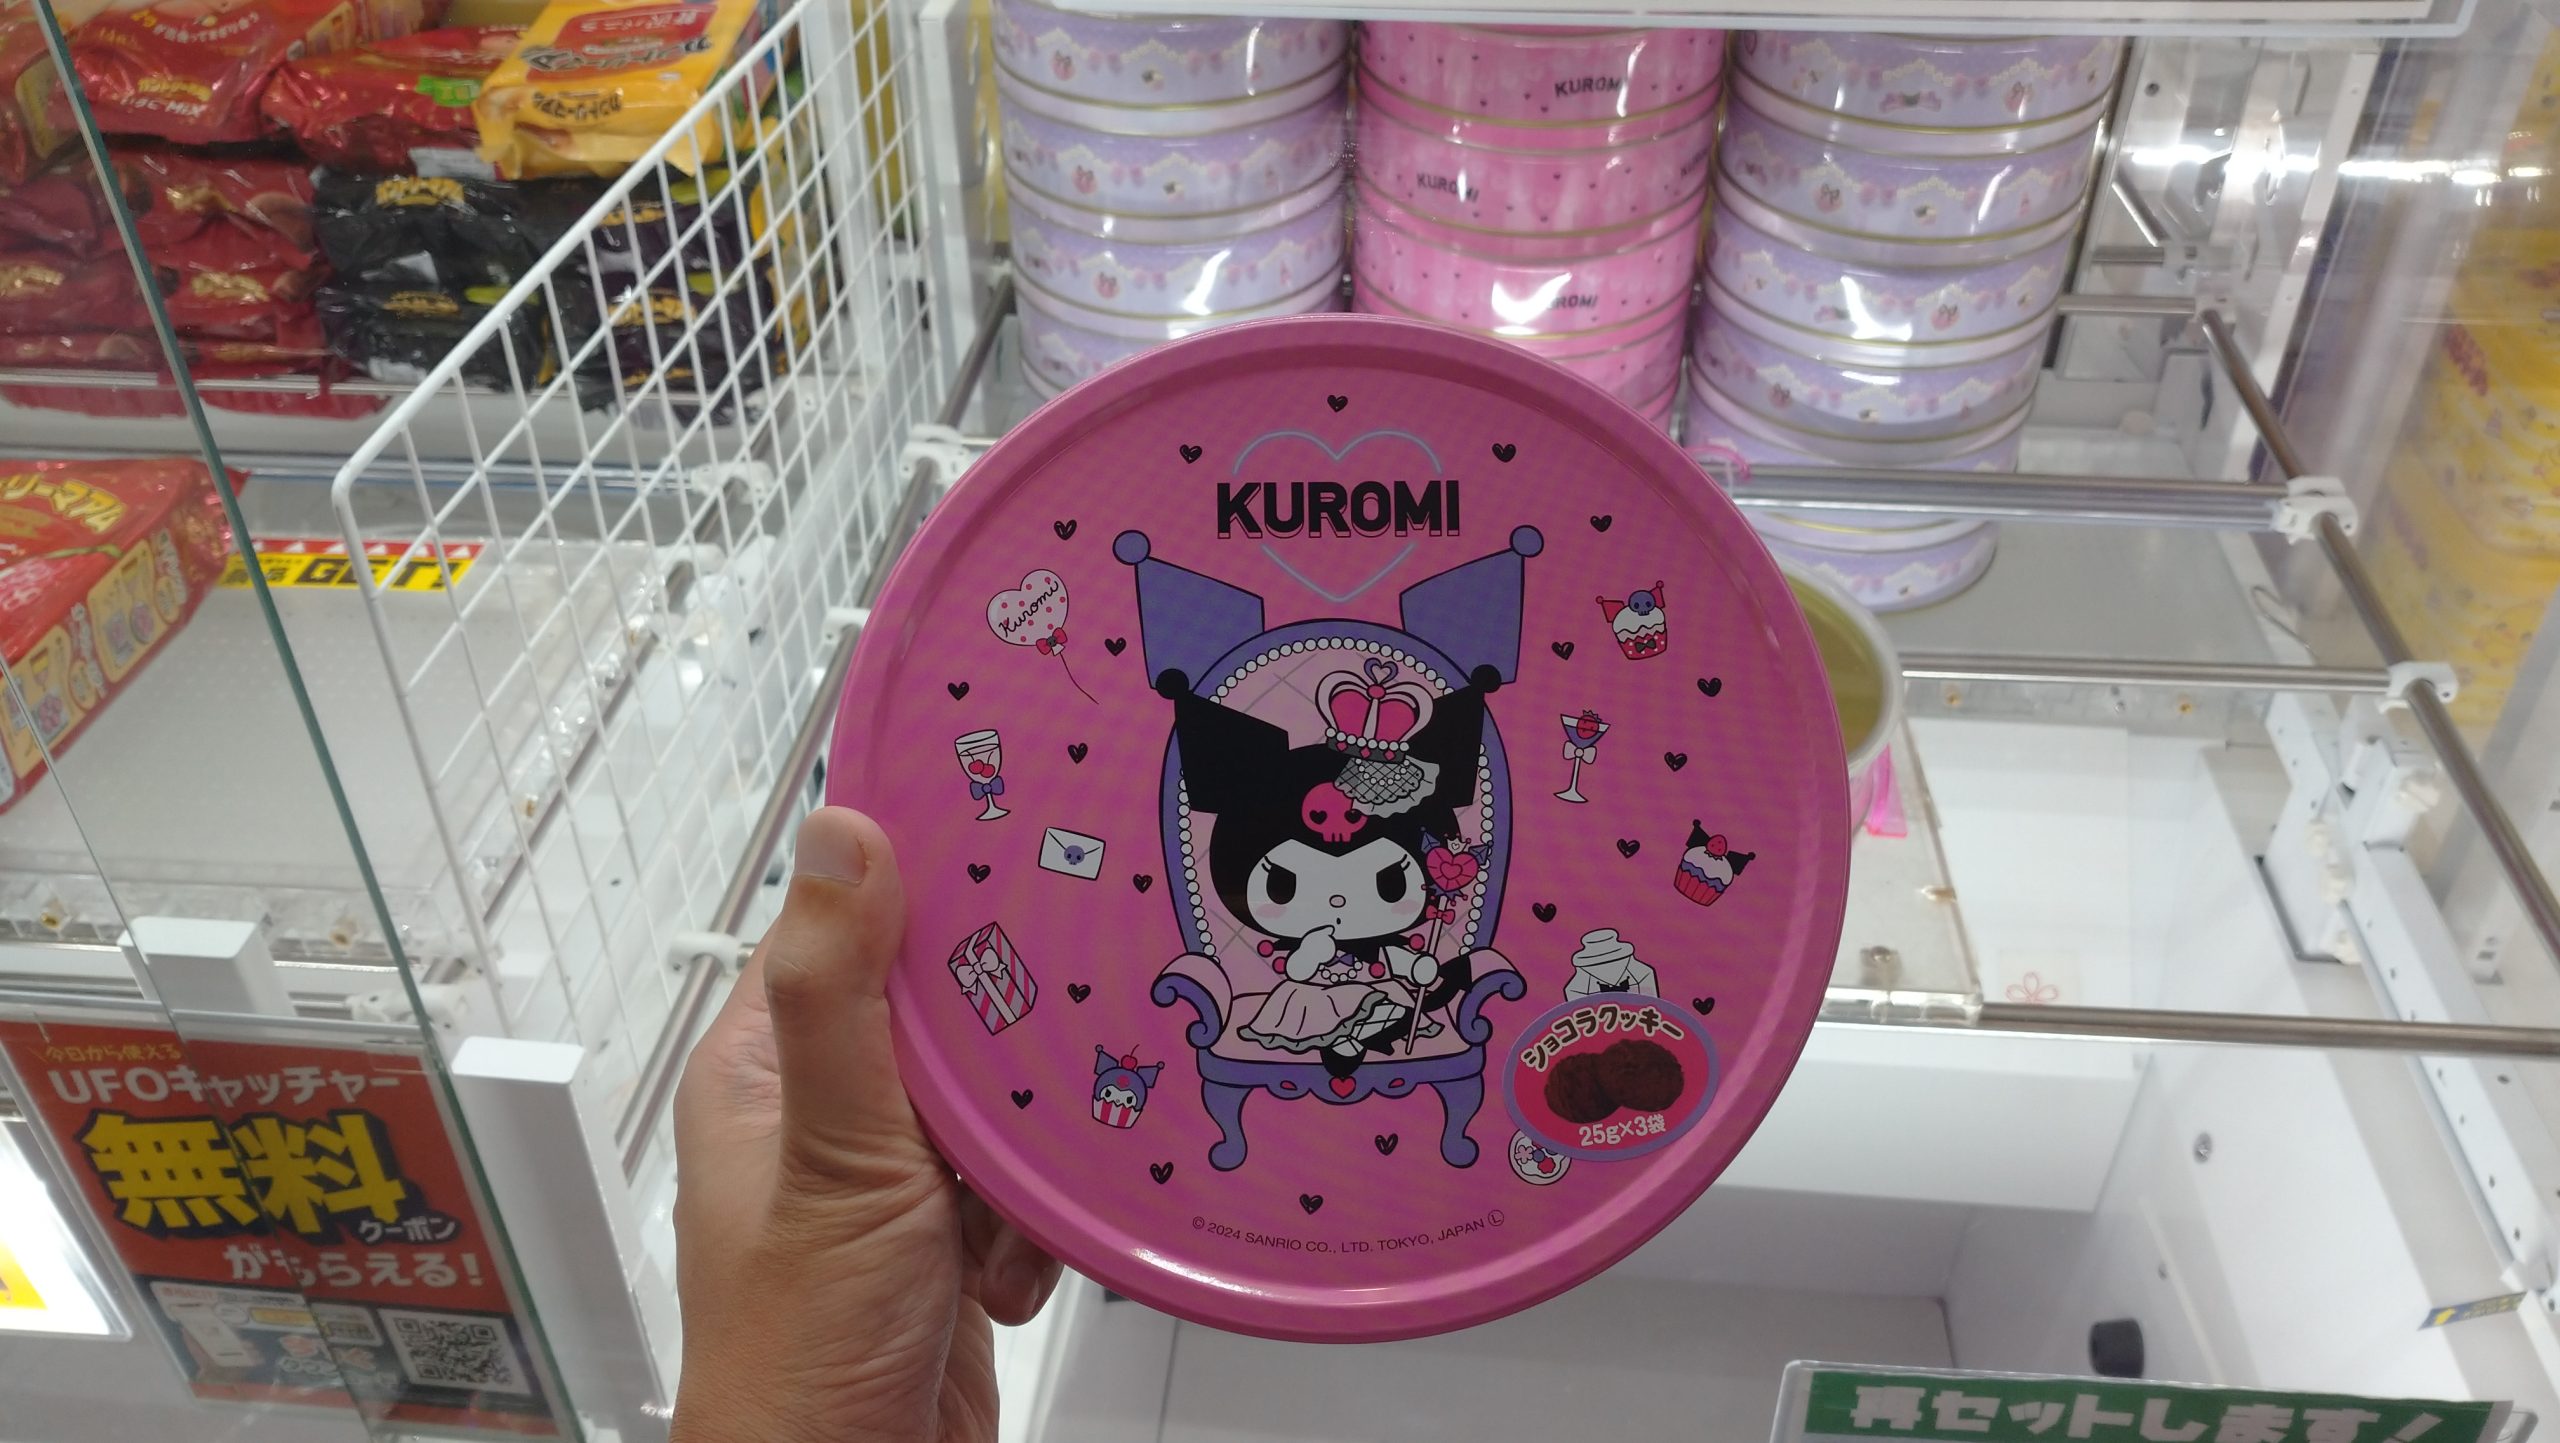 KUROMI
KUROMI
KUROMI
Kuromi
ショコラクッキー
25g×3袋
© 2024 SANRIO CO., LTD. TOKYO, JAPAN Ⓛ
GET!
今日から使える
UFOキャッチャー
無料
クーポン
がもらえる!
再セットします!